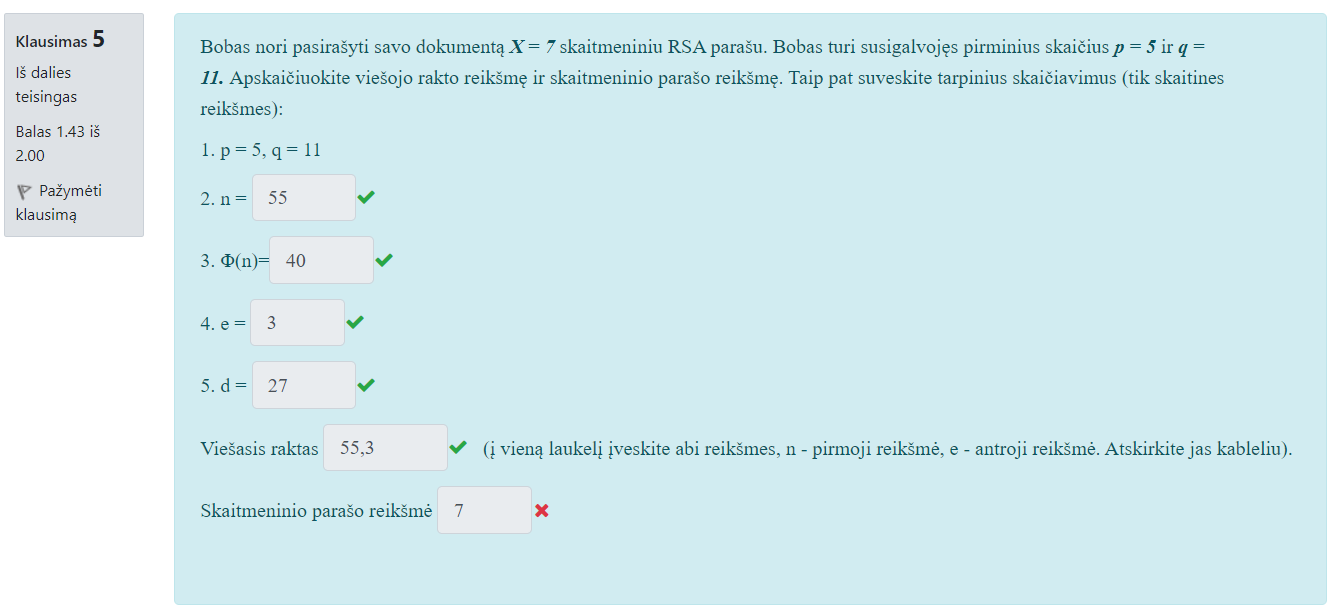 Klausimas 5
Iš dalies
teisingas
Balas 1.43 iš
2.00
Pažymėti
klausimą
Bobas nori pasirašyti savo dokumentą X = 7 skaitmeniniu RSA parašu. Bobas turi susigalvojęs pirminius skaičius p = 5 ir q =
11. Apskaičiuokite viešojo rakto reikšmę ir skaitmeninio parašo reikšmę. Taip pat suveskite tarpinius skaičiavimus (tik skaitines
reikšmes):
1. p = 5, q = 11
2. n = 55
3. Φ(n)= 40
4. e = 3
5. d = 27
Viešasis raktas 55,3 (į vieną laukelį įveskite abi reikšmes, n - pirmoji reikšmė, e - antroji reikšmė. Atskirkite jas kableliu).
Skaitmeninio parašo reikšmė 7